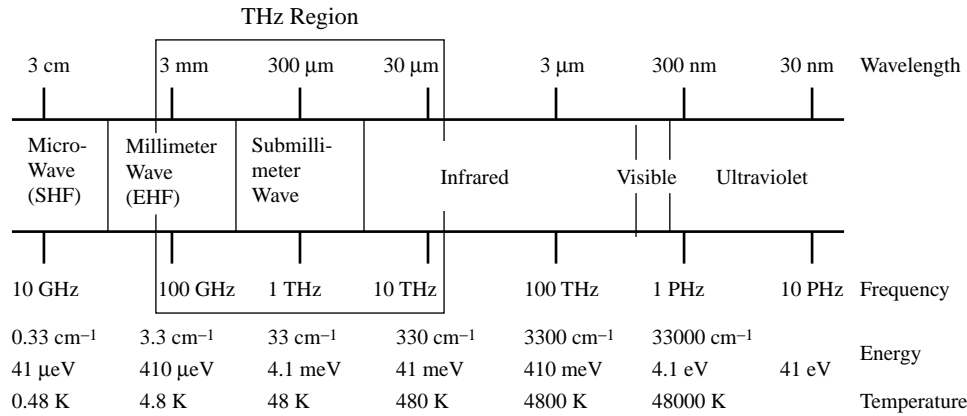 THz Region
3 cm 3 mm 300 μm 30 μm 3 μm 300 nm 30 nm Wavelength
Micro-
Wave
(SHF)
Millimeter
Wave
(EHF)
Submilli-
meter
Wave
Infrared
Visible
Ultraviolet
10 GHz 100 GHz 1 THz 10 THz 100 THz 1 PHz 10 PHz Frequency
0.33 cm⁻¹ 3.3 cm⁻¹ 33 cm⁻¹ 330 cm⁻¹ 3300 cm⁻¹ 33000 cm⁻¹
Energy
41 μeV 410 μeV 4.1 meV 41 meV 410 meV 4.1 eV 41 eV
0.48 K 4.8 K 48 K 480 K 4800 K 48000 K Temperature